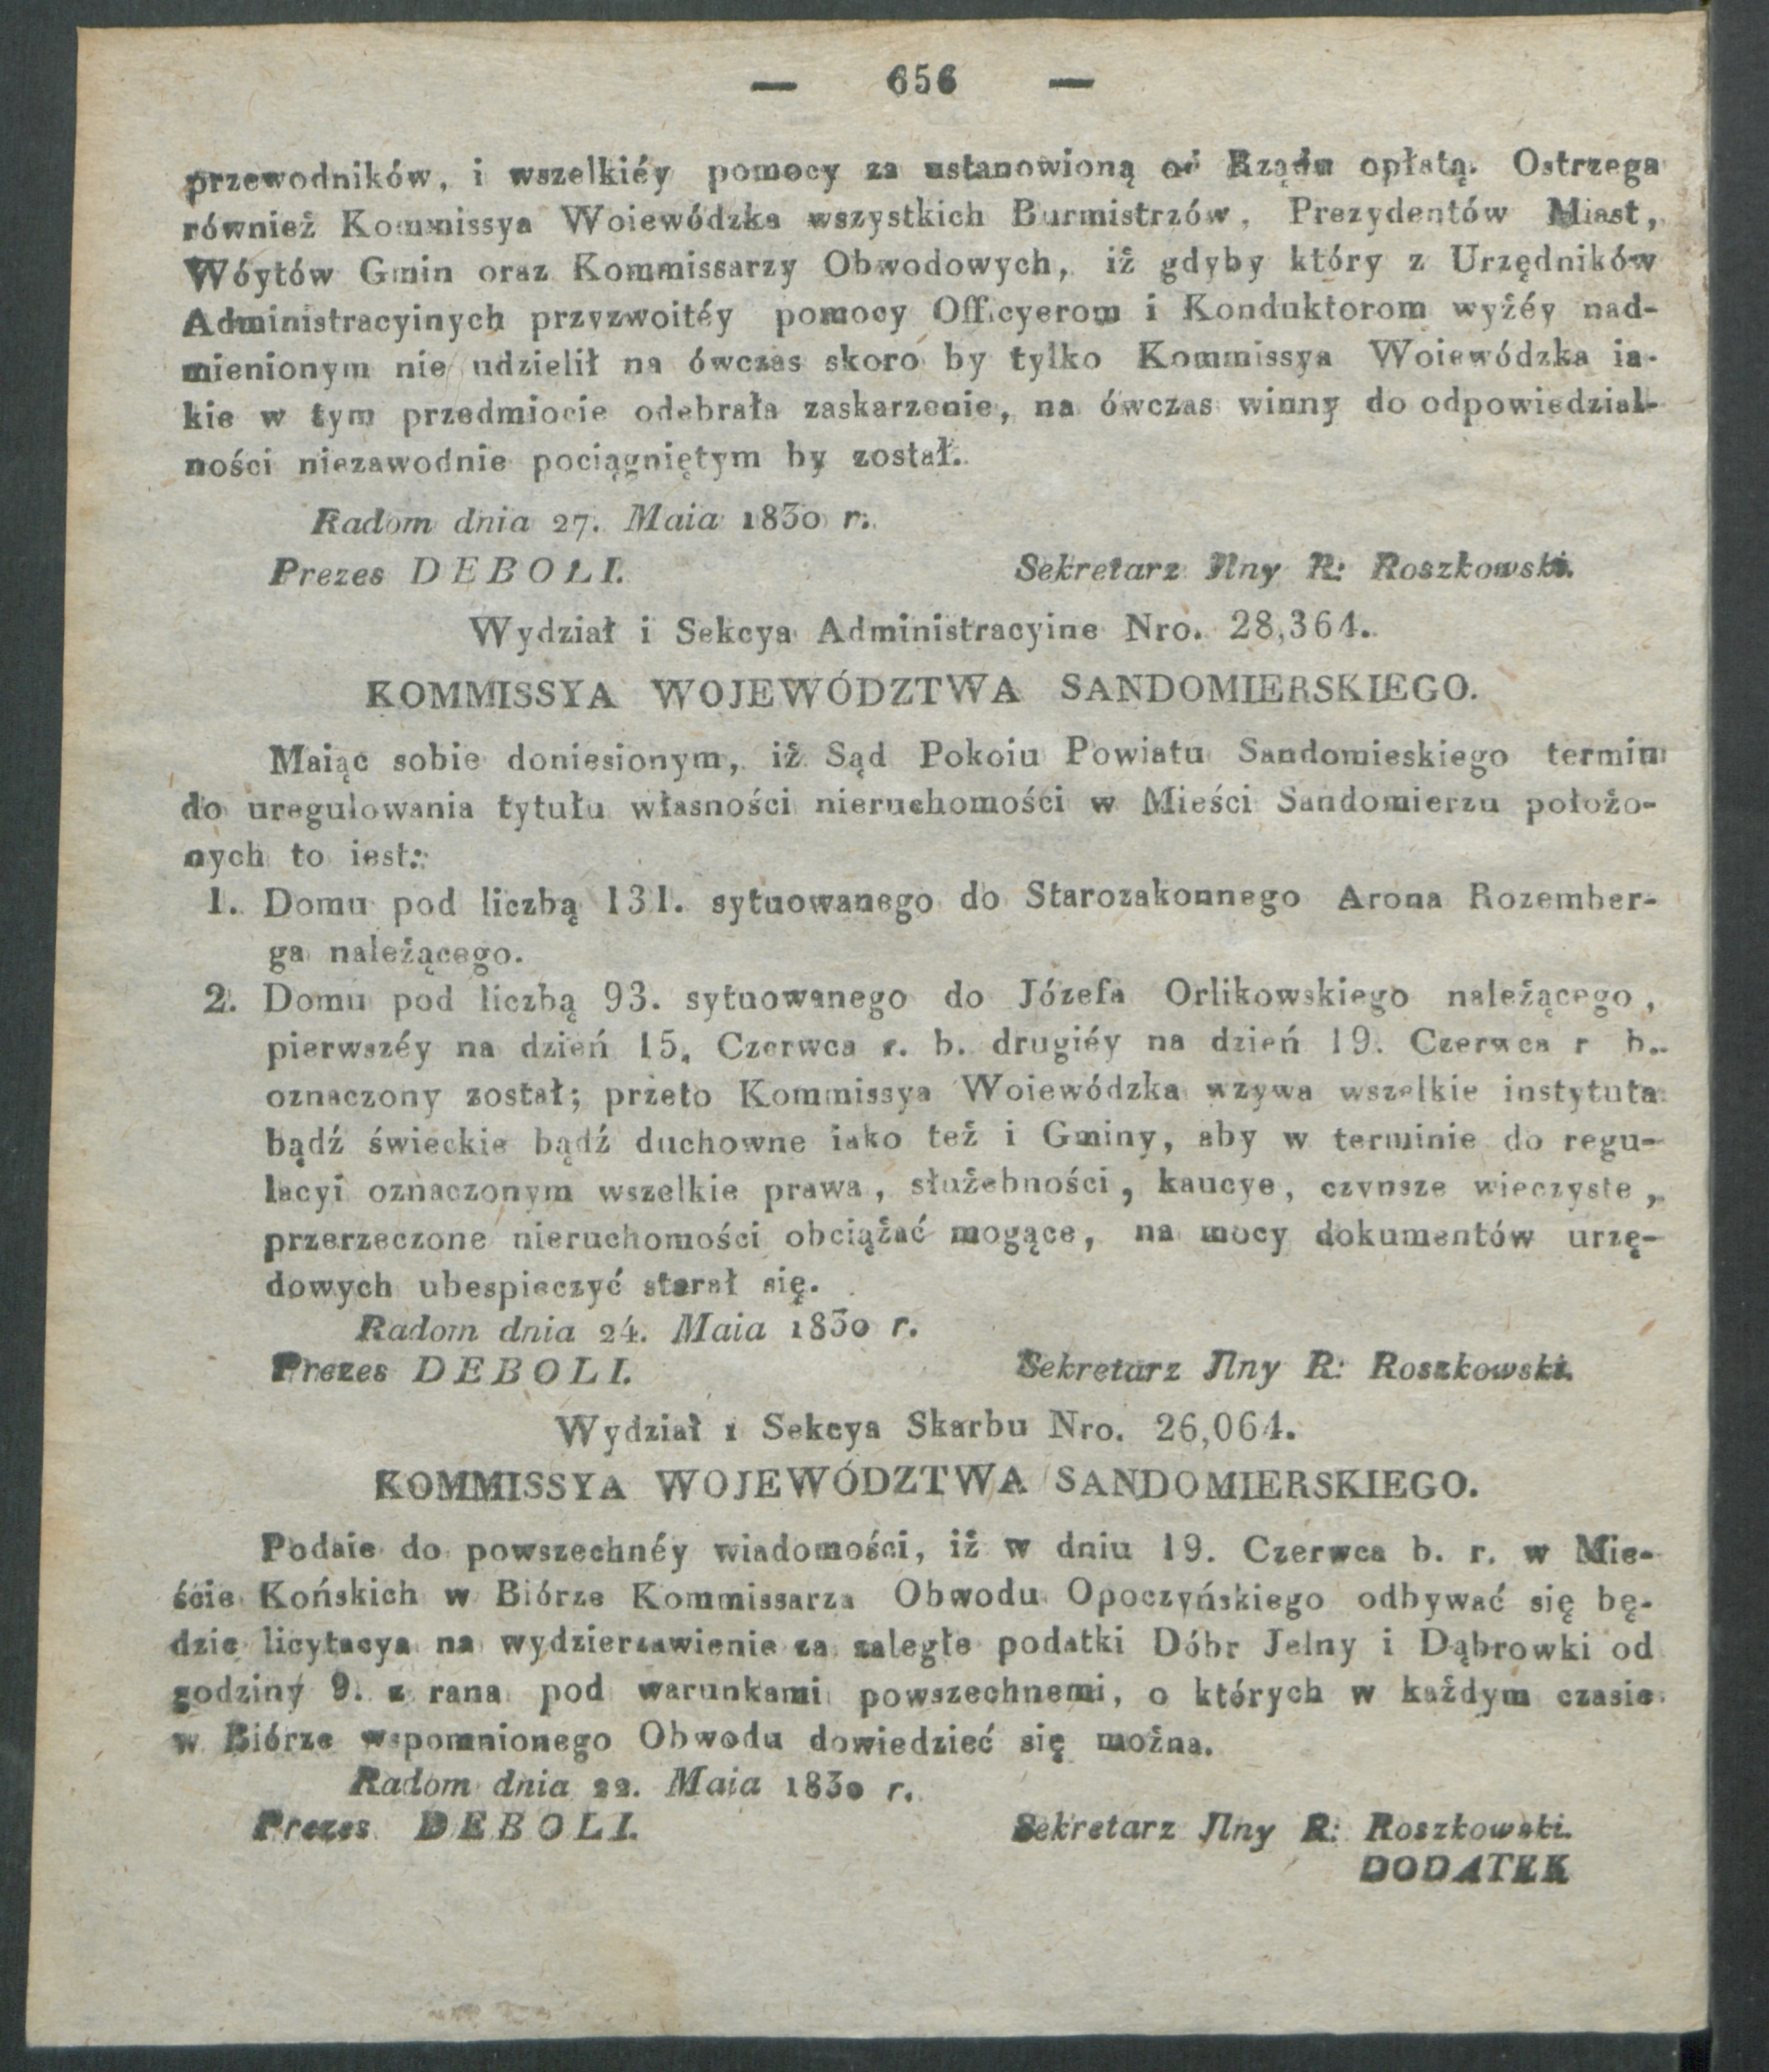 — 656 —
przewodników, i wszelkiéy pomocy za ustanowioną od Rządu opłatą. Ostrzega
również Kommissya Woiewódzka wszystkich Burmistrzów, Prezydentów Miast,
Wóytów Gmin oraz Kommissarzy Obwodowych, iż gdyby który z Urzędników
Administracyinych przyzwoitéy pomocy Officyerom i Konduktorom wyżéy nad-
mienionym nie udzielił na ówczas skoro by tylko Kommissya Woiewódzka ia-
kie w tym przedmiocie odebrała zaskarzenie, na ówczas winny do odpowiedzial-
ności niezawodnie pociągniętym by został.
Radom dnia 27. Maia 1830 r.
Prezes DEBOLI. Sekretarz Jlny R: Roszkowski.
Wydział i Sekcya Administracyine Nro. 28,364.
KOMMISSYA WOJEWÓDZTWA SANDOMIERSKIEGO.
Maiąc sobie doniesionym, iż Sąd Pokoiu Powiatu Sandomieskiego termin
do uregulowania tytułu własności nieruchomości w Mieści Sandomierzu położo-
nych to iest:
1. Domu pod liczbą 131. sytuowanego do Starozakonnego Arona Rozember-
ga należącego.
2. Domu pod liczbą 93. sytuowanego do Józefa Orlikowskiego należącego,
pierwszéy na dzień 15. Czerwca r. b. drugiéy na dzień 19. Czerwca r b.
oznaczony został; przeto Kommissya Woiewódzka wzywa wszelkie instytuta
bądź świeckie bądź duchowne iako też i Gminy, aby w terminie do regu-
lacyi oznaczonym wszelkie prawa, służebności, kaucye, czynsze wieczyste,
przerzeczone nieruchomości obciążać mogące, na mocy dokumentów urzę-
dowych ubespieczyć starał się.
Radom dnia 24. Maia 1830 r.
Prezes DEBOLI. Sekretarz Jlny R: Roszkowski.
Wydział i Sekcya Skarbu Nro. 26,064.
KOMMISSYA WOJEWÓDZTWA SANDOMIERSKIEGO.
Podaie do powszechnéy wiadomości, iż w dniu 19. Czerwca b. r. w Mie-
ście Końskich w Biórze Kommissarza Obwodu Opoczyńskiego odbywać się bę-
dzie licytacya na wydzierzawienie za zaległe podatki Dóbr Jelny i Dąbrowki od
godziny 9. z rana pod warunkami powszechnemi, o których w każdym czasie
w Biórze wspomnionego Obwodu dowiedzieć się można.
Radom dnia 22. Maia 1830 r.
Prezes DEBOLI. Sekretarz Jlny R: Roszkowski.
DODATEK